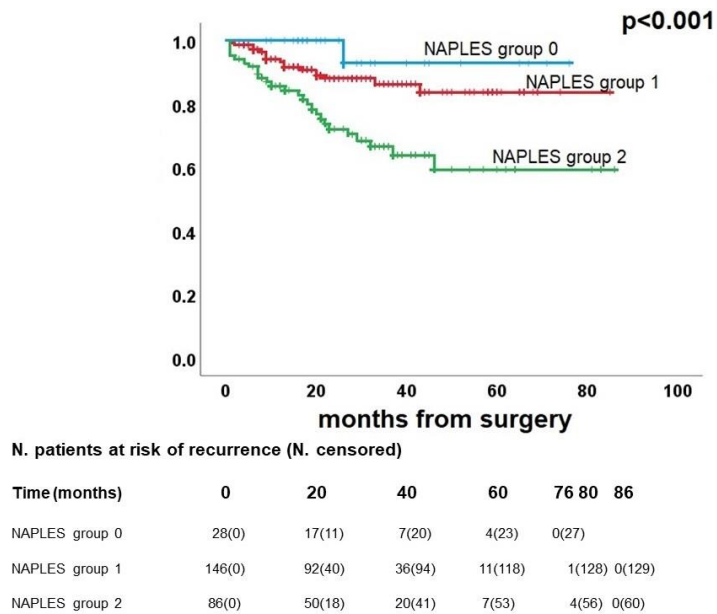 p<0.001
1.0
NAPLES group 0
NAPLES group 1
0.8
NAPLES group 2
0.6
0.4
0.2
0.0
0 20 40 60 80 100
months from surgery
N. patients at risk of recurrence (N. censored)
Time (months) 0 20 40 60 76 80 86
NAPLES group 0 28(0) 17(11) 7(20) 4(23) 0(27)
NAPLES group 1 146(0) 92(40) 36(94) 11(118) 1(128) 0(129)
NAPLES group 2 86(0) 50(18) 20(41) 7(53) 4(56) 0(60)